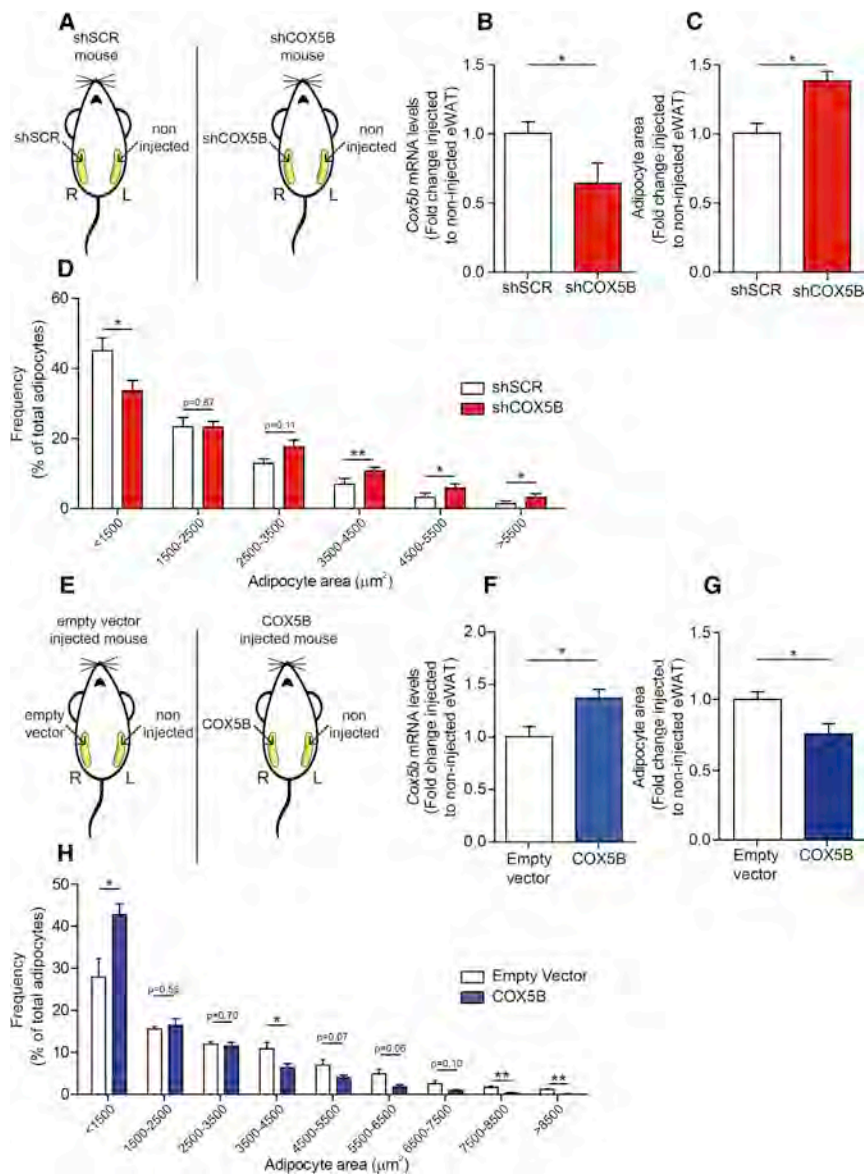 A
shSCR
mouse
shCOX5B
mouse
shSCR
non
injected
shCOX5B
non
injected
R
L
R
L
B
Cox5b mRNA levels
(Fold change injected
to non-injected eWAT)
1.5
1.0
0.5
0.0
*
shSCR
shCOX5B
C
Adipocyte area
(Fold change injected
to non-injected eWAT)
1.5
1.0
0.5
0.0
*
shSCR
shCOX5B
D
Frequency
(% of total adipocytes)
60
40
20
0
*
p=0.87
p=0.11
**
*
*
shSCR
shCOX5B
<1500
1500-2500
2500-3500
3500-4500
4500-5500
>5500
Adipocyte area (μm²)
E
empty vector
injected mouse
COX5B
injected mouse
empty
vector
non
injected
COX5B
non
injected
R
L
R
L
F
Cox5b mRNA levels
(Fold change injected
to non-injected eWAT)
2.0
1.5
1.0
0.5
0.0
*
Empty
vector
COX5B
G
Adipocyte area
(Fold change injected
to non-injected eWAT)
1.5
1.0
0.5
0.0
*
Empty
vector
COX5B
H
Frequency
(% of total adipocytes)
50
40
30
20
10
0
*
p=0.70
*
p=0.07
p=0.06
p=0.10
**
**
Empty Vector
COX5B
<1500
1500-2500
2500-3500
3500-4500
4500-5500
5500-6500
6500-7500
7500-8500
>8500
Adipocyte area (μm²)